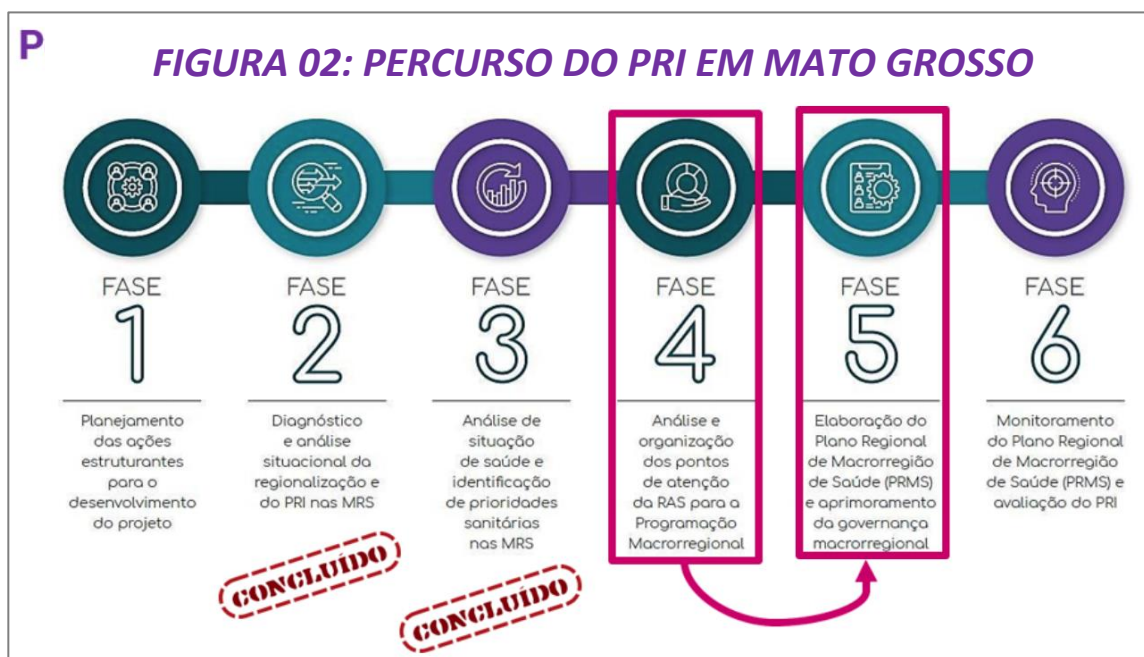 P
FIGURA 02: PERCURSO DO PRI EM MATO GROSSO
FASE
1
Planejamento
das ações
estruturantes
para o
desenvolvimento
do projeto
FASE
2
Diagnóstico
e análise
situacional da
regionalização e
do PRI nas MRS
CONCLUÍDO
FASE
3
Análise de
situação
de saúde e
identificação
de prioridades
sanitárias
nas MRS
CONCLUÍDO
FASE
4
Análise e
organização
dos pontos
de atenção
da RAS para a
Programação
Macrorregional
FASE
5
Elaboração do
Plano Regional
de Macrorregião
de Saúde (PRMS)
e aprimoramento
da governança
macrorregional
FASE
6
Monitoramento
do Plano Regional
de Macrorregião
de Saúde (PRMS) e
avaliação do PRI